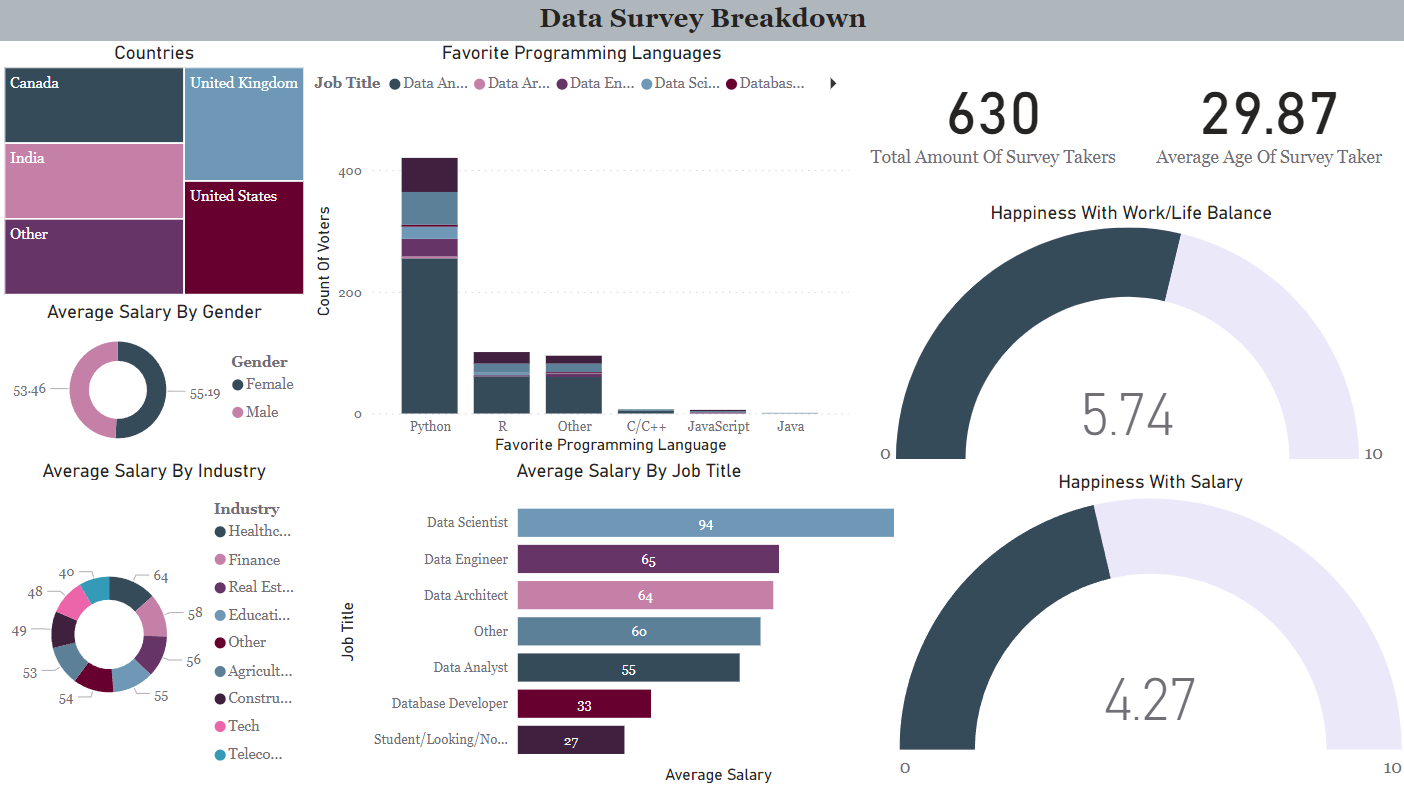 Data Survey Breakdown
Countries
Canada
United Kingdom
India
United States
Other
Favorite Programming Languages
Job Title Data An... Data Ar... Data En... Data Sci... Databas...
Count Of Voters
400
200
0
Python R Other C/C++ JavaScript Java
Favorite Programming Language
630
Total Amount Of Survey Takers
29.87
Average Age Of Survey Taker
Average Salary By Gender
53.46
55.19
Gender
Female
Male
Happiness With Work/Life Balance
5.74
0
10
Average Salary By Industry
64
58
56
55
54
53
49
48
40
Industry
Healthc...
Finance
Real Est...
Educati...
Other
Agricult...
Constru...
Tech
Teleco...
Average Salary By Job Title
Job Title
Data Scientist 94
Data Engineer 65
Data Architect 64
Other 60
Data Analyst 55
Database Developer 33
Student/Looking/No... 27
Average Salary
Happiness With Salary
4.27
0
10